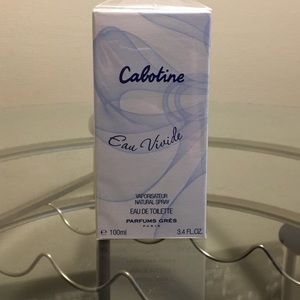 Cabotine
Eau Vivide
VAPORISATEUR
NATURAL SPRAY
EAU DE TOILETTE
PARFUMS GRÈS
PARIS
e 100ml 3.4 FL.OZ.